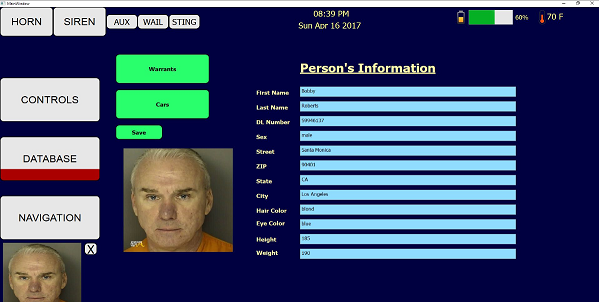 MainWindow
HORN SIREN AUX WAIL STING 08:39 PM 60% 70 F
Sun Apr 16 2017
Warrants
Cars
Save
CONTROLS
DATABASE
NAVIGATION
X
Person's Information
First Name Bobby
Last Name Roberts
DL Number 59946137
Sex male
Street Santa Monica
ZIP 90401
State CA
City Los Angeles
Hair Color blond
Eye Color blue
Height 185
Weight 190